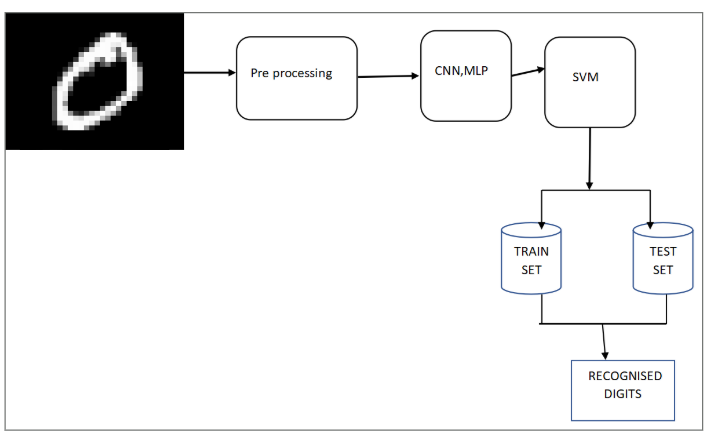 Pre processing
CNN,MLP
SVM
TRAIN
SET
TEST
SET
RECOGNISED
DIGITS